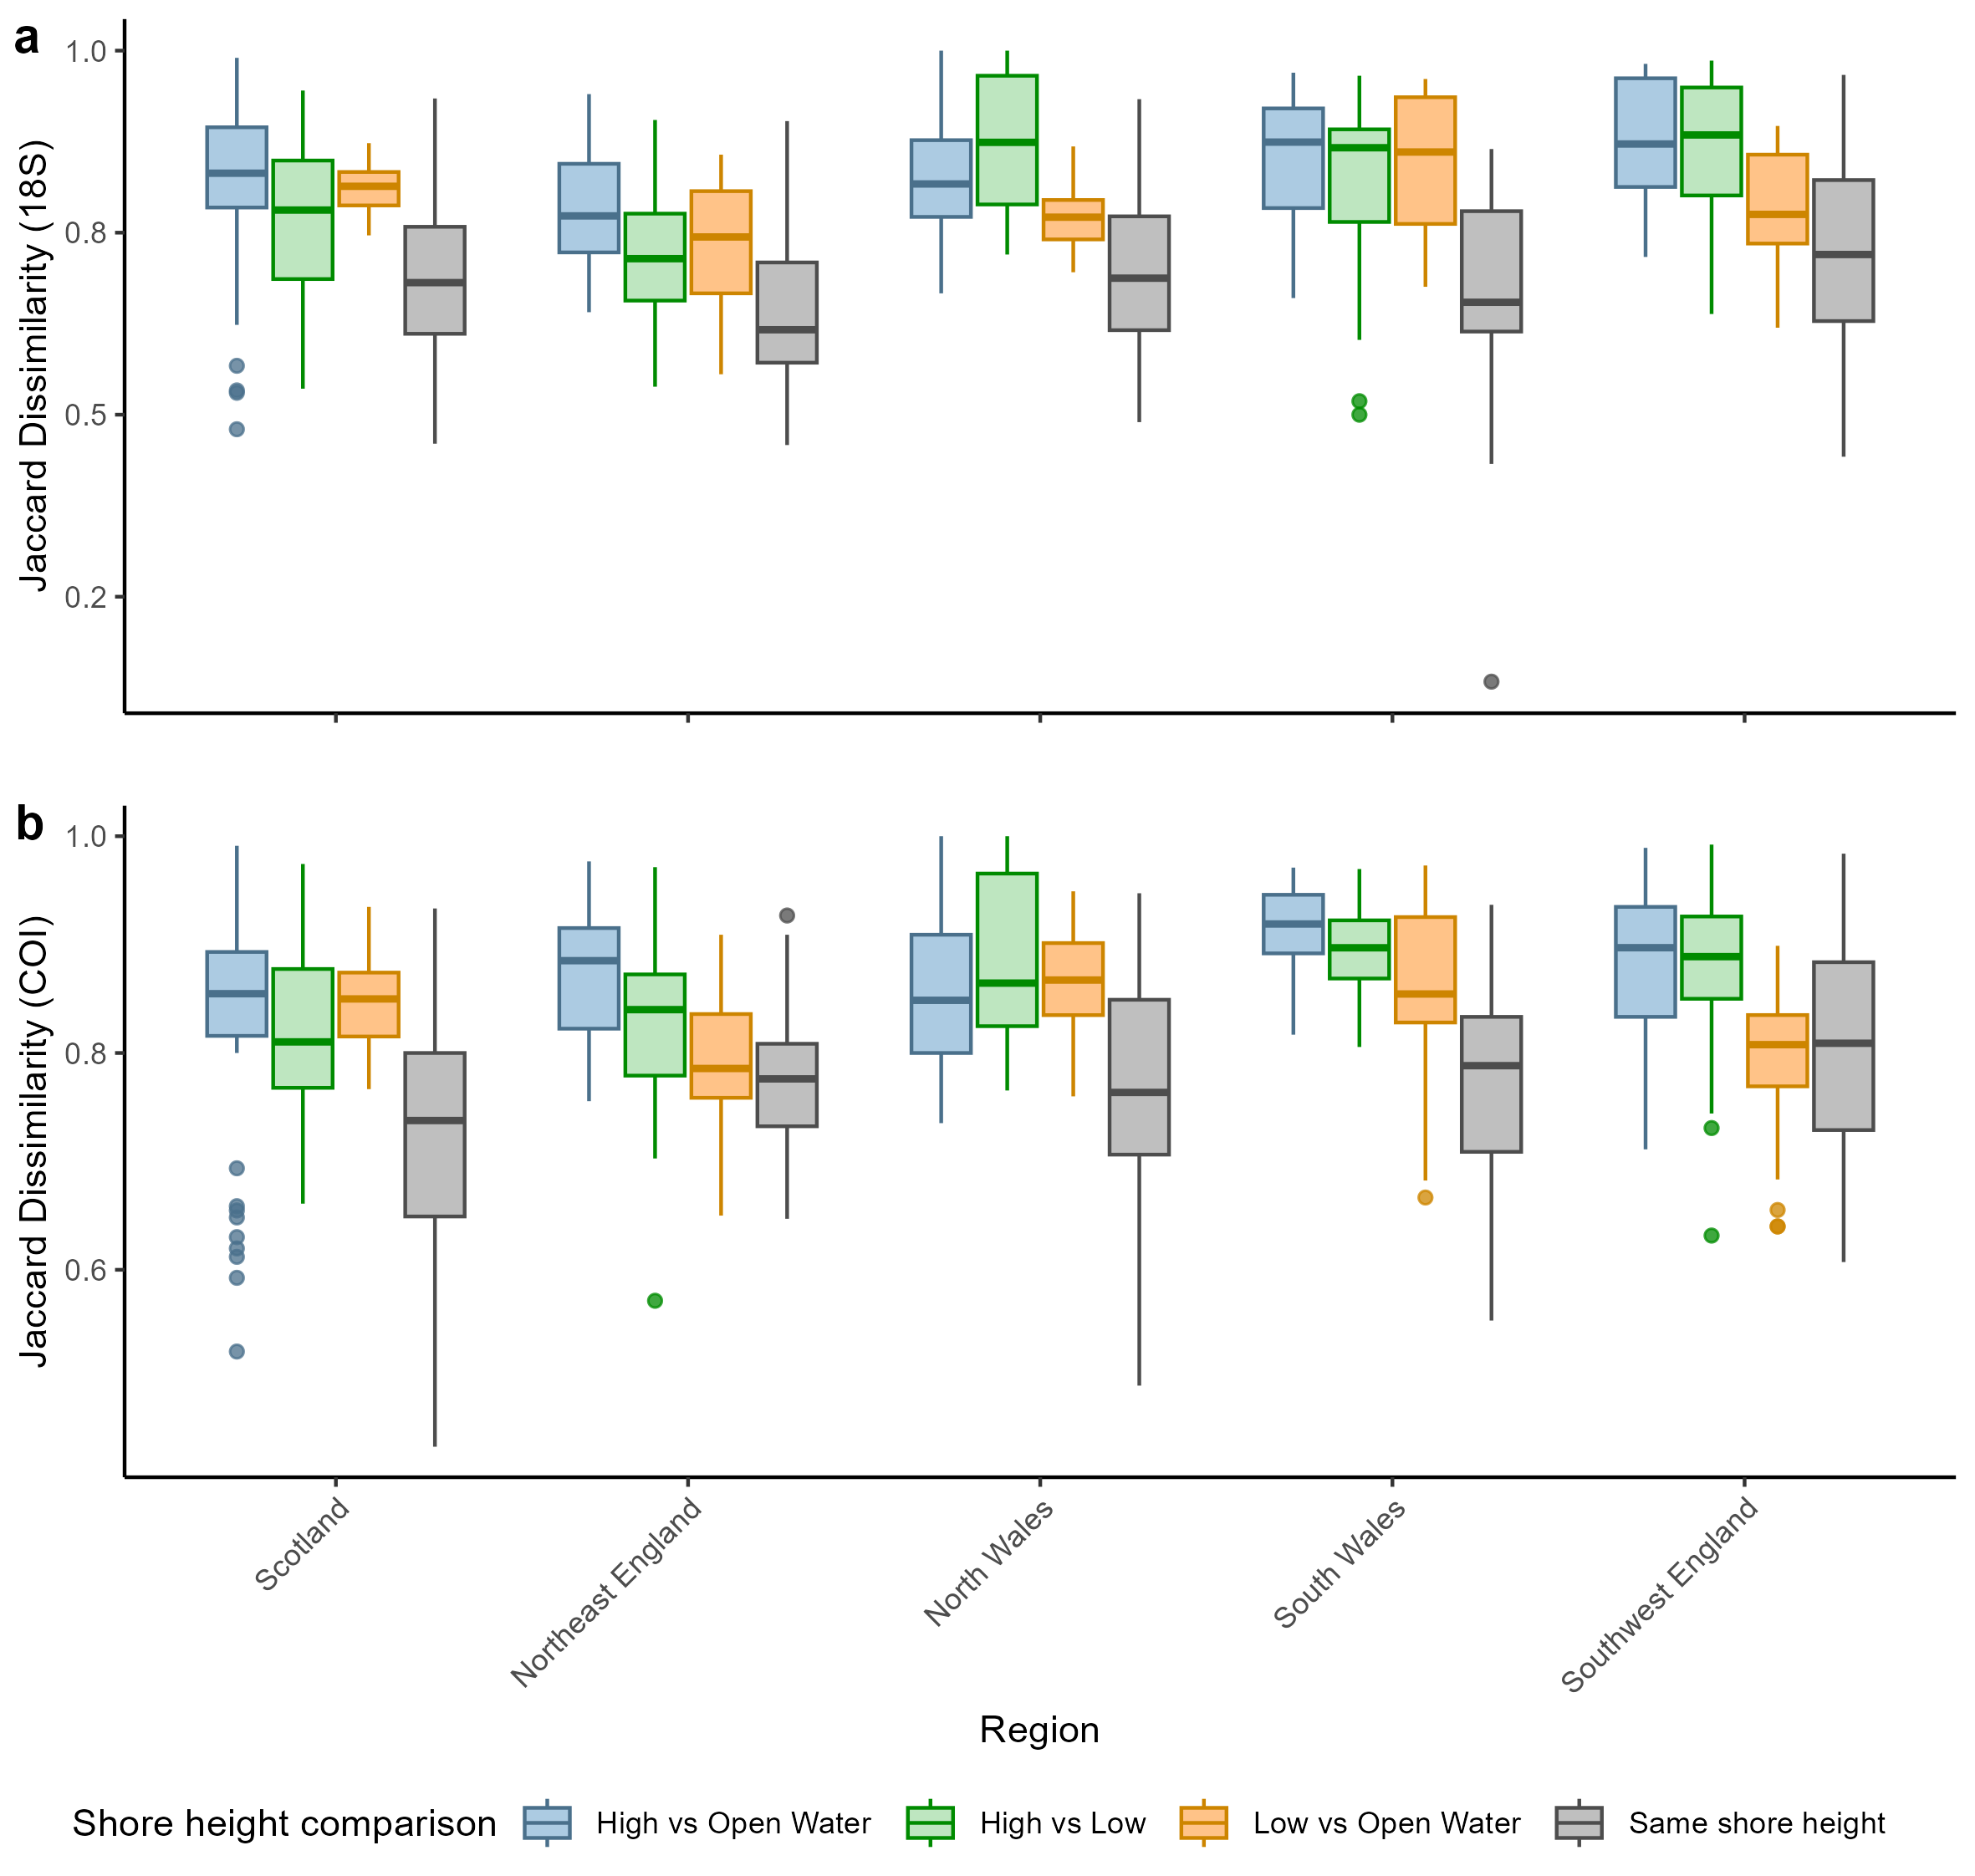 a
Jaccard Dissimilarity (18S)
1.0
0.8
0.5
0.2
b
Jaccard Dissimilarity (COI)
1.0
0.8
0.6
Scotland
Northeast England
North Wales
South Wales
Southwest England
Region
Shore height comparison High vs Open Water High vs Low Low vs Open Water Same shore height